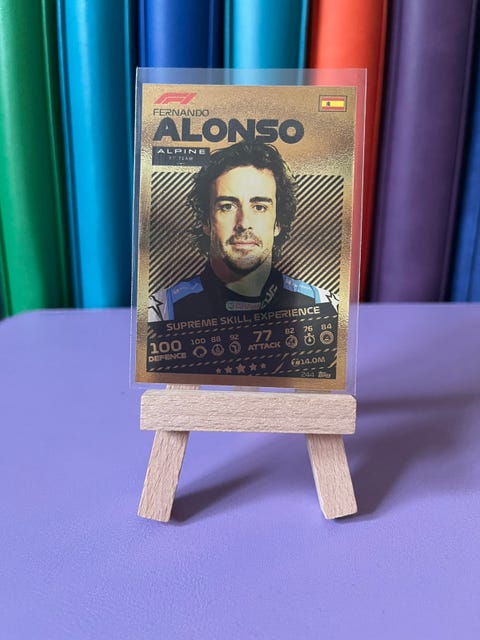 F1
FERNANDO
ALONSO
ALPINE
F1 TEAM
SUPREME SKILL, EXPERIENCE
100 DEFENCE 100 88 92 77 ATTACK 82 76 84
14.0M
244 Topps